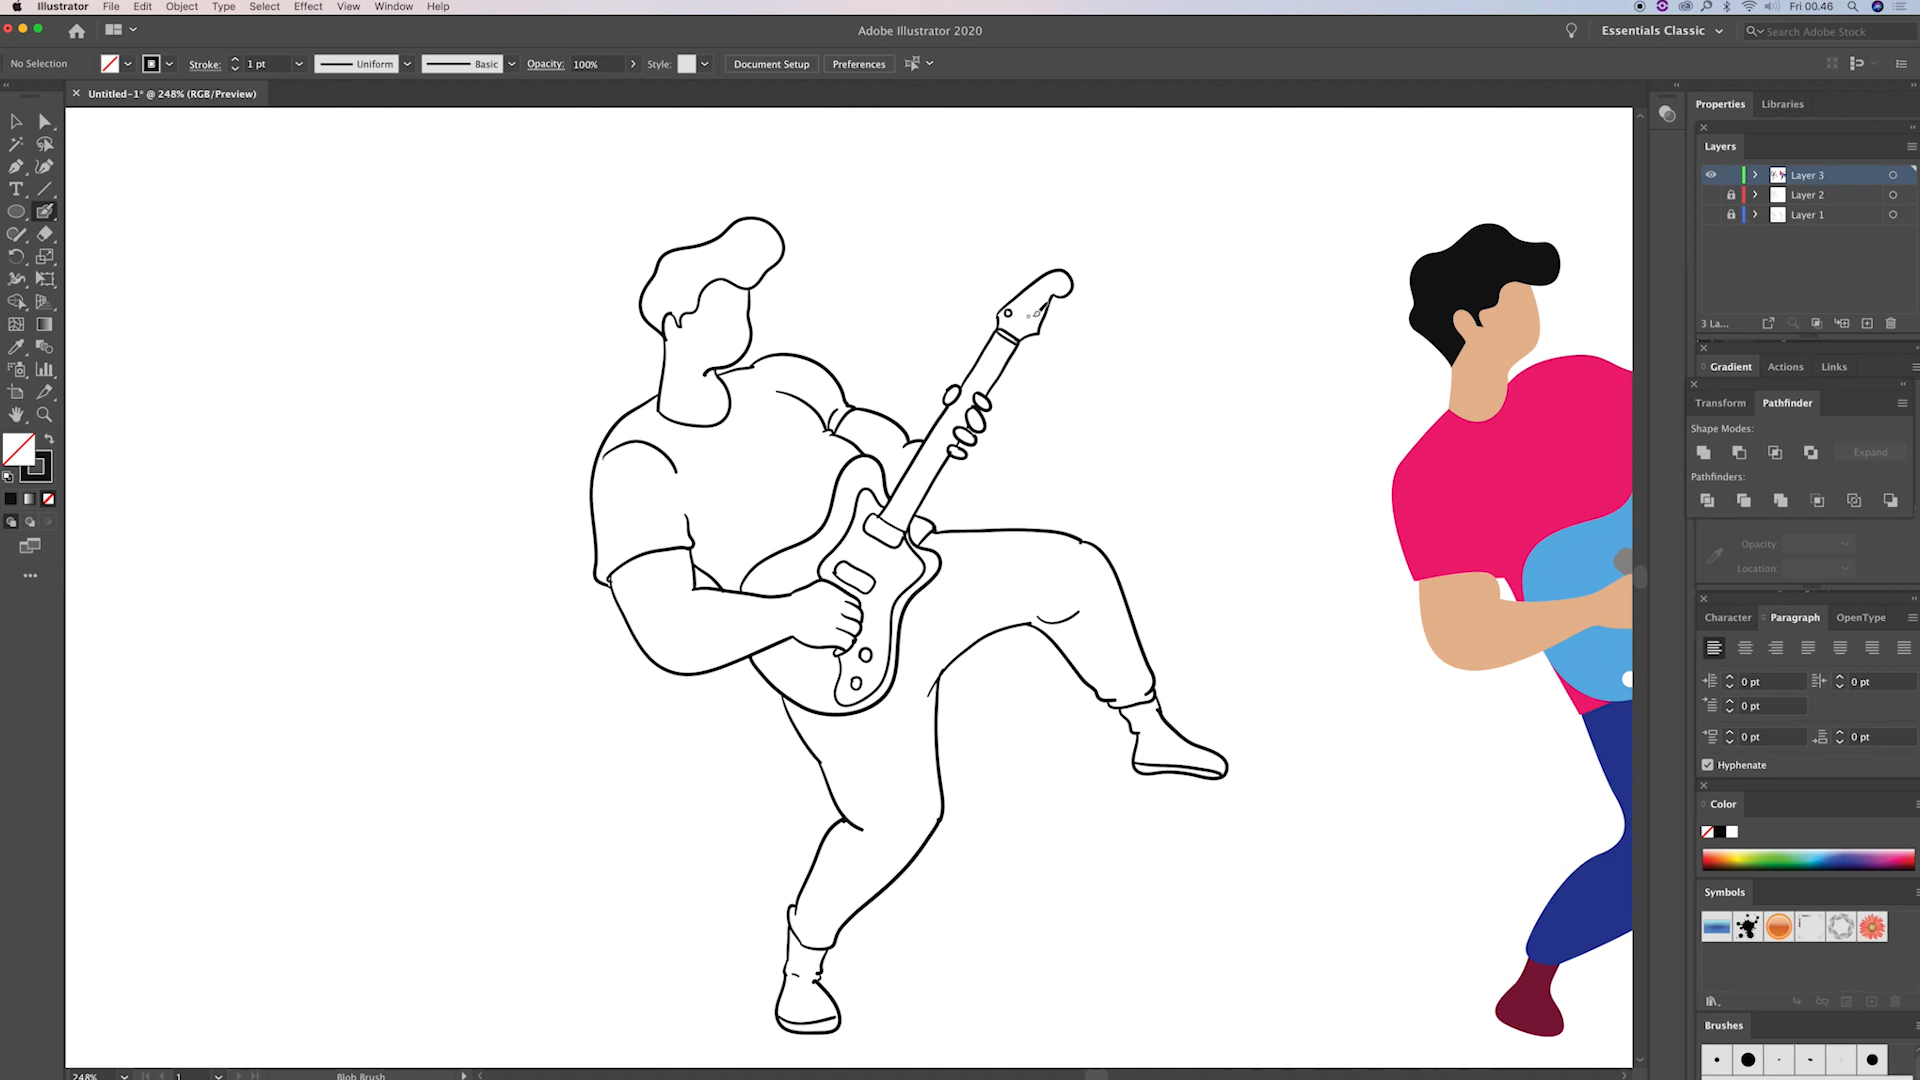 Illustrator File Edit Object Type Select Effect View Window Help Fri 00.46
Adobe Illustrator 2020 Essentials Classic Search Adobe Stock
No Selection Stroke: 1 pt Uniform Basic Opacity: 100% Style: Document Setup Preferences
Untitled-1* @ 248% (RGB/Preview)
Properties Libraries
Layers
Layer 3
Layer 2
Layer 1
3 La...
Gradient Actions Links
Transform Pathfinder
Shape Modes:
Expand
Pathfinders:
Opacity:
Location:
Character Paragraph OpenType
0 pt 0 pt
0 pt
0 pt 0 pt
Hyphenate
Color
Symbols
Brushes
248% 1 Blob Brush